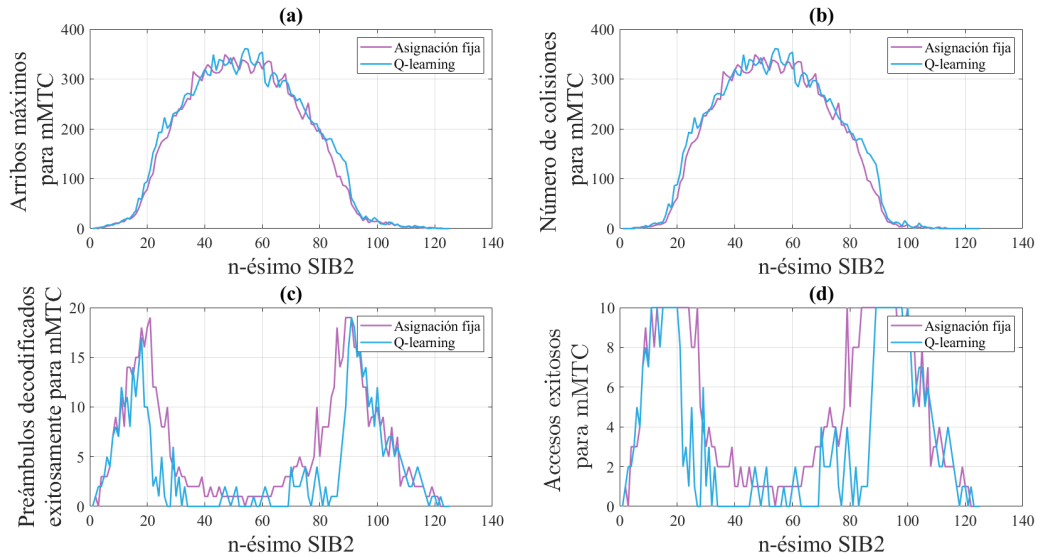 (a)
Arribos máximos
para mMTC
400
300
200
100
0
0 20 40 60 80 100 120 140
n-ésimo SIB2
Asignación fija
Q-learning
(b)
Número de colisiones
para mMTC
400
300
200
100
0
0 20 40 60 80 100 120 140
n-ésimo SIB2
Asignación fija
Q-learning
(c)
Preámbulos decodificados
exitosamente para mMTC
20
15
10
5
0
0 20 40 60 80 100 120 140
n-ésimo SIB2
Asignación fija
Q-learning
(d)
Accesos exitosos
para mMTC
10
8
6
4
2
0
0 20 40 60 80 100 120 140
n-ésimo SIB2
Asignación fija
Q-learning